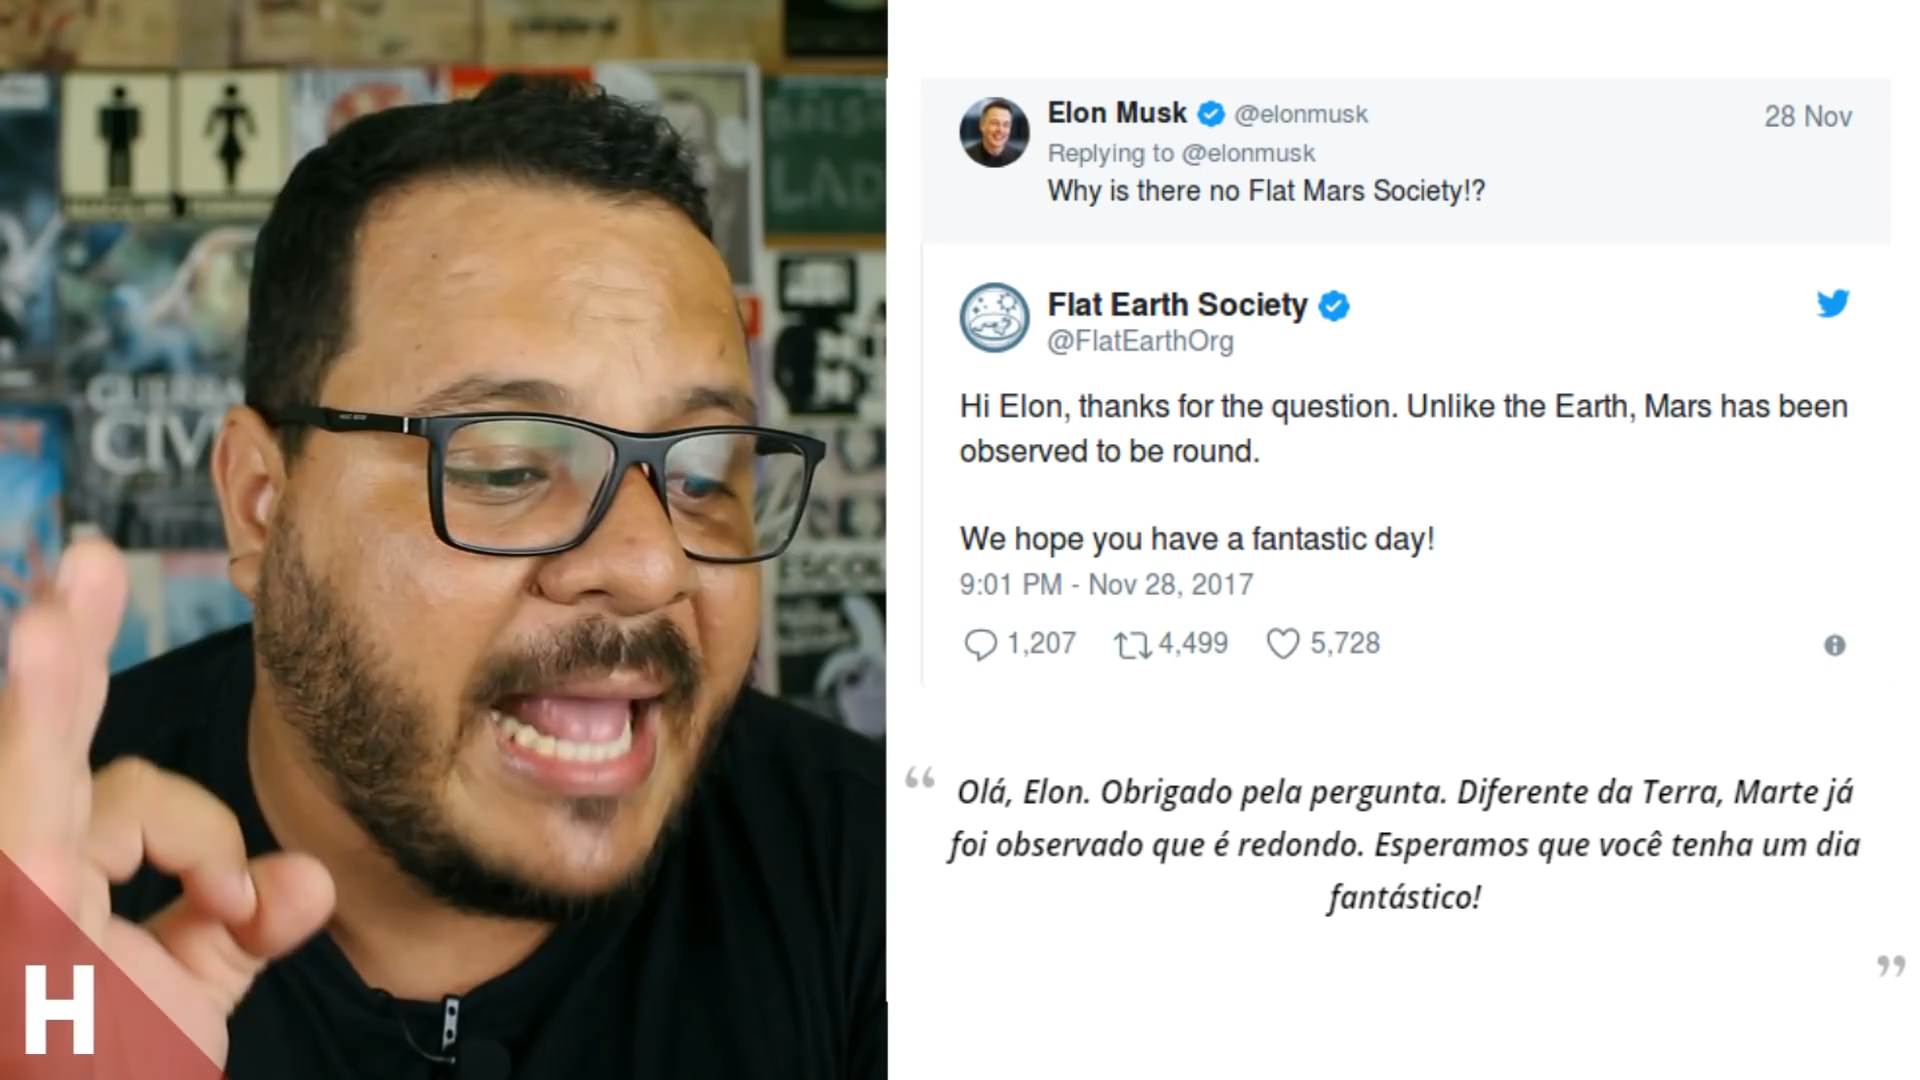 GUERRA
CIV
ESCOL
H
Elon Musk @elonmusk
28 Nov
Replying to @elonmusk
Why is there no Flat Mars Society!?
Flat Earth Society
@FlatEarthOrg
Hi Elon, thanks for the question. Unlike the Earth, Mars has been
observed to be round.
We hope you have a fantastic day!
9:01 PM - Nov 28, 2017
1,207 4,499 5,728
“ Olá, Elon. Obrigado pela pergunta. Diferente da Terra, Marte já
foi observado que é redondo. Esperamos que você tenha um dia
fantástico!
”